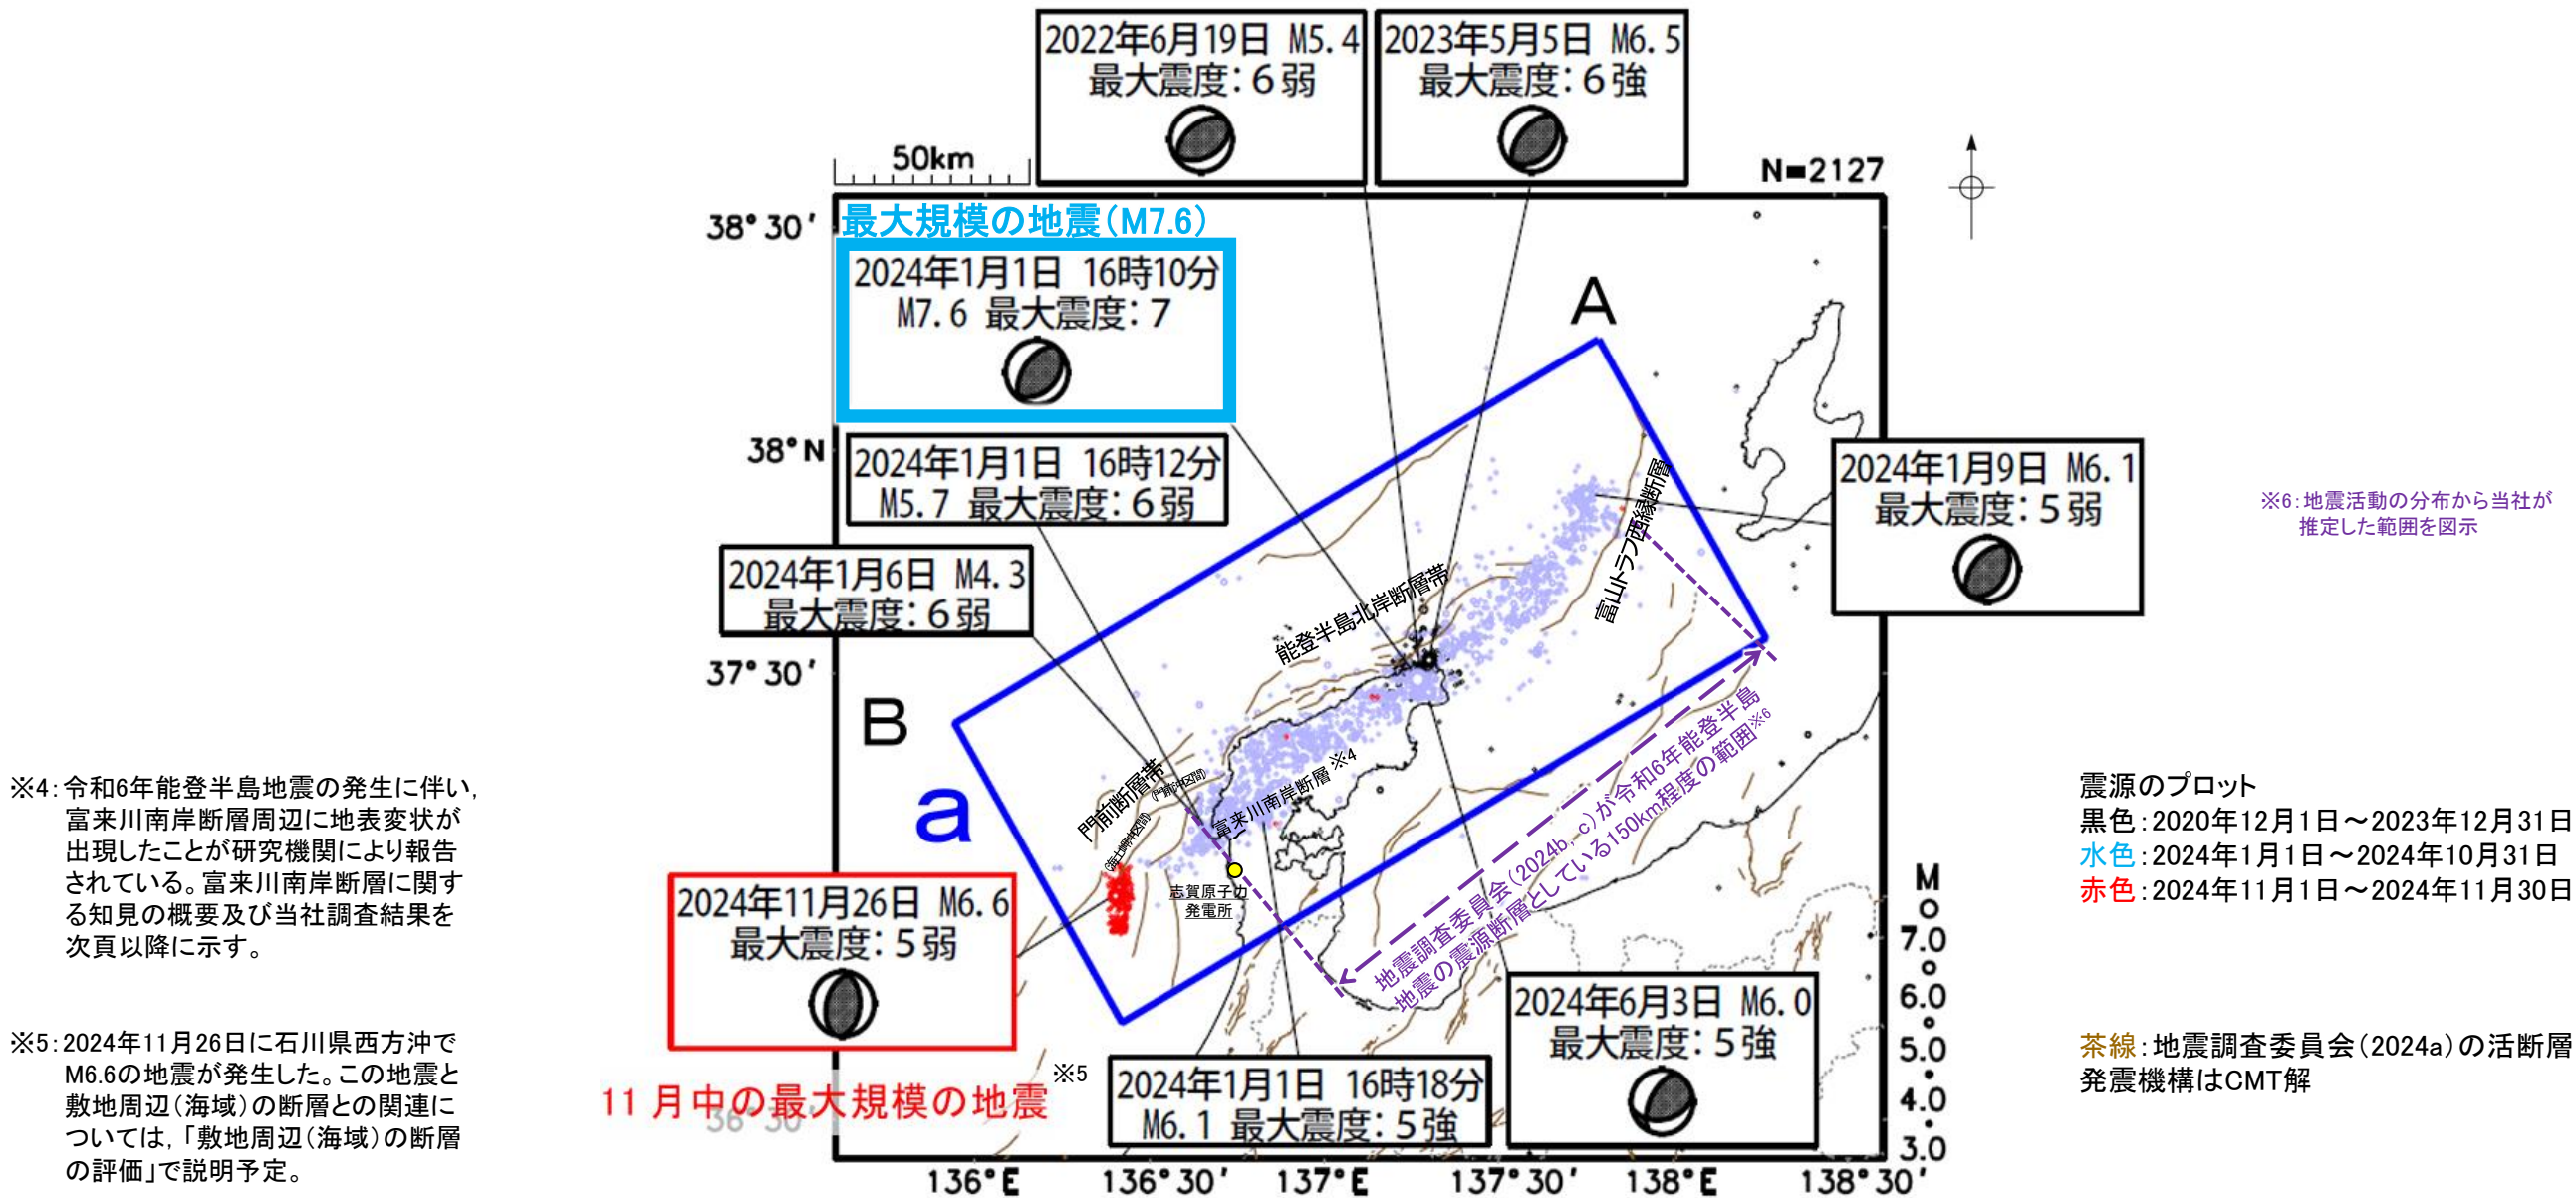 2022年6月19日 M5.4
最大震度：6弱
2023年5月5日 M6.5
最大震度：6強
50km
N=2127
38°30′
最大規模の地震（M7.6）
2024年1月1日 16時10分
M7.6 最大震度：7
A
38°N
2024年1月1日 16時12分
M5.7 最大震度：6弱
2024年1月9日 M6.1
最大震度：5弱
※6：地震活動の分布から当社が
推定した範囲を図示
2024年1月6日 M4.3
最大震度：6弱
富山トラフ西縁断層
能登半島北岸断層帯
37°30′
B
a
門前断層帯
(門前沖区間)
(海士岬沖区間)
富来川南岸断層 ※4
志賀原子力
発電所
地震調査委員会（2024b, c）が令和6年能登半島
地震の震源断層としている150km程度の範囲※6
※4：令和6年能登半島地震の発生に伴い,
富来川南岸断層周辺に地表変状が
出現したことが研究機関により報告
されている。富来川南岸断層に関す
る知見の概要及び当社調査結果を
次頁以降に示す。
※5：2024年11月26日に石川県西方沖で
M6.6の地震が発生した。この地震と
敷地周辺（海域）の断層との関連に
ついては,「敷地周辺（海域）の断層
の評価」で説明予定。
2024年11月26日 M6.6
最大震度：5弱
11 月中の最大規模の地震 ※5
36°30′
2024年1月1日 16時18分
M6.1 最大震度：5強
2024年6月3日 M6.0
最大震度：5強
震源のプロット
黒色：2020年12月1日～2023年12月31日
水色：2024年1月1日～2024年10月31日
赤色：2024年11月1日～2024年11月30日
M
7.0
6.0
5.0
4.0
3.0
茶線：地震調査委員会（2024a）の活断層
発震機構はCMT解
136°E
136°30′
137°E
137°30′
138°E
138°30′